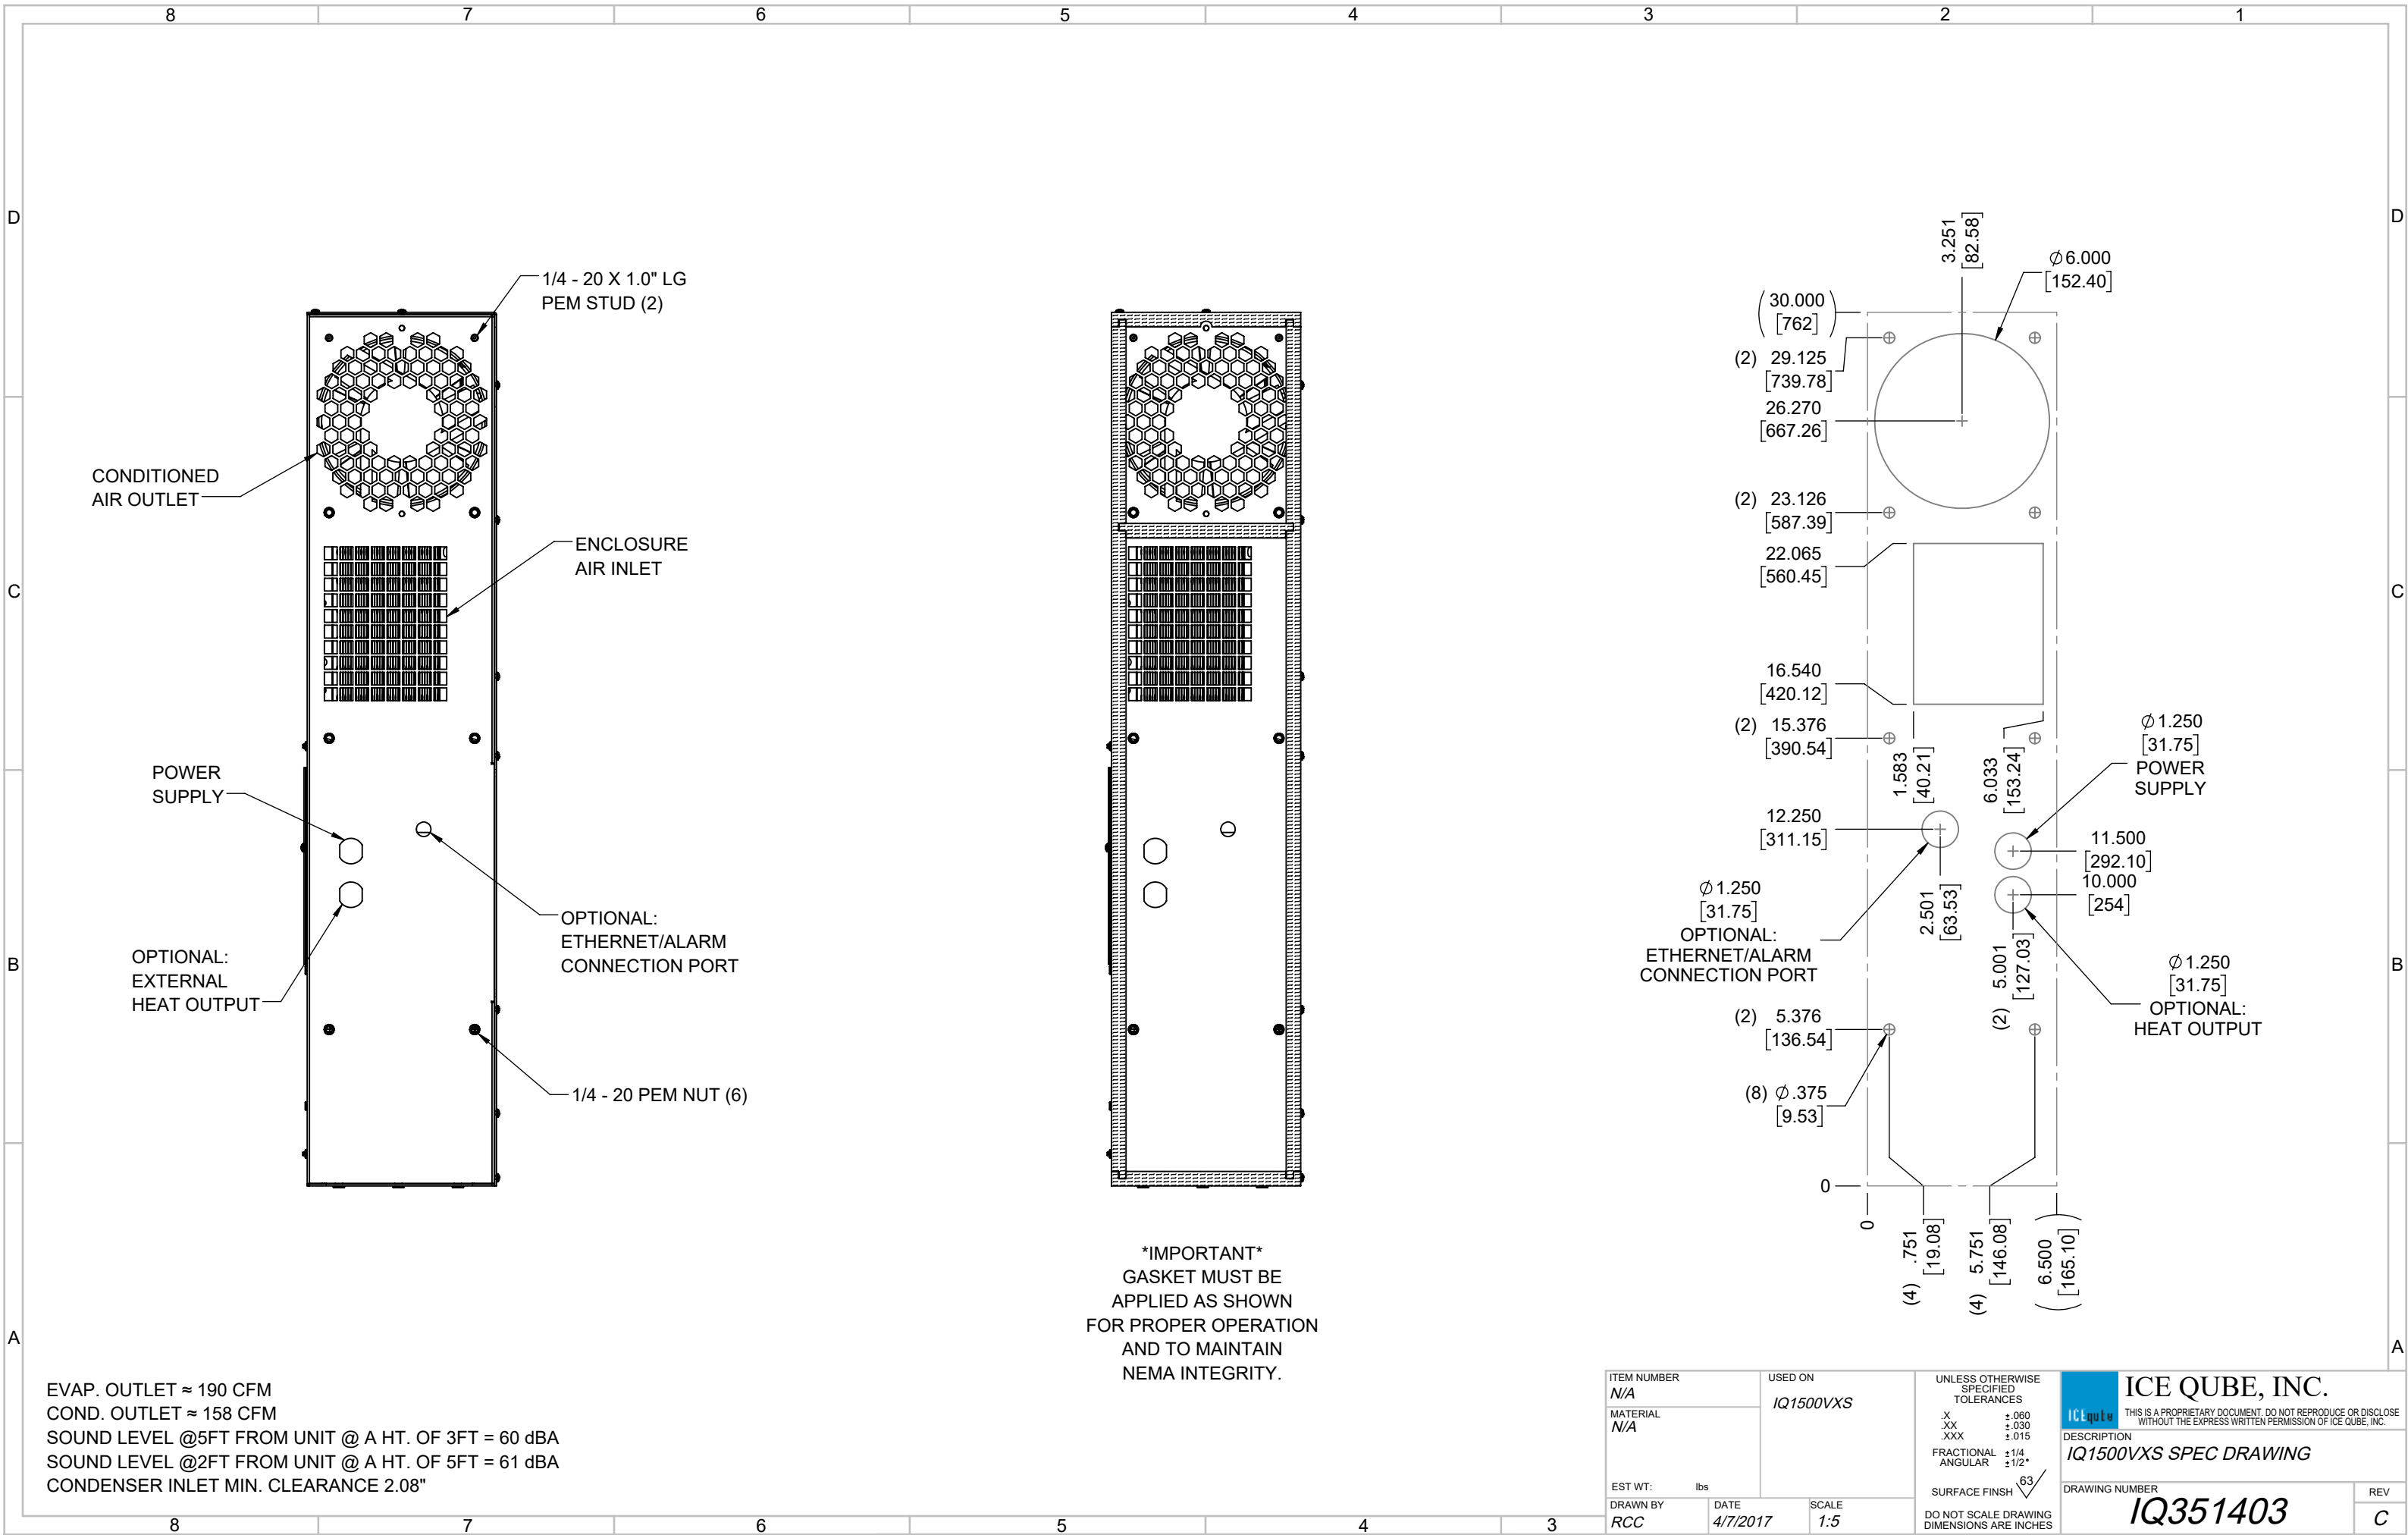 8 7 6 5 4 3 2 1
D
D
C
C
B
B
A
A
1/4 - 20 X 1.0" LG
PEM STUD (2)
CONDITIONED
AIR OUTLET
ENCLOSURE
AIR INLET
POWER
SUPPLY
OPTIONAL:
EXTERNAL
HEAT OUTPUT
OPTIONAL:
ETHERNET/ALARM
CONNECTION PORT
1/4 - 20 PEM NUT (6)
*IMPORTANT*
GASKET MUST BE
APPLIED AS SHOWN
FOR PROPER OPERATION
AND TO MAINTAIN
NEMA INTEGRITY.
3.251
[82.58]
∅6.000
[152.40]
(30.000
[762])
(2) 29.125
[739.78]
26.270
[667.26]
(2) 23.126
[587.39]
22.065
[560.45]
16.540
[420.12]
(2) 15.376
[390.54]
1.583
[40.21]
6.033
[153.24]
∅1.250
[31.75]
POWER
SUPPLY
12.250
[311.15]
11.500
[292.10]
10.000
[254]
∅1.250
[31.75]
OPTIONAL:
ETHERNET/ALARM
CONNECTION PORT
2.501
[63.53]
(2) 5.001
[127.03]
∅1.250
[31.75]
OPTIONAL:
HEAT OUTPUT
(2) 5.376
[136.54]
(8) ∅.375
[9.53]
0
0
(4) .751
[19.08]
(4) 5.751
[146.08]
(6.500
[165.10])
EVAP. OUTLET ≈ 190 CFM
COND. OUTLET ≈ 158 CFM
SOUND LEVEL @5FT FROM UNIT @ A HT. OF 3FT = 60 dBA
SOUND LEVEL @2FT FROM UNIT @ A HT. OF 5FT = 61 dBA
CONDENSER INLET MIN. CLEARANCE 2.08"
ITEM NUMBER
N/A
MATERIAL
N/A
EST WT: lbs
USED ON
IQ1500VXS
DRAWN BY
RCC
DATE
4/7/2017
SCALE
1:5
UNLESS OTHERWISE
SPECIFIED
TOLERANCES
.X ±.060
.XX ±.030
.XXX ±.015
FRACTIONAL ±1/4
ANGULAR ±1/2°
63
SURFACE FINSH
DO NOT SCALE DRAWING
DIMENSIONS ARE INCHES
ICEqube
ICE QUBE, INC.
THIS IS A PROPRIETARY DOCUMENT. DO NOT REPRODUCE OR DISCLOSE
WITHOUT THE EXPRESS WRITTEN PERMISSION OF ICE QUBE, INC.
DESCRIPTION
IQ1500VXS SPEC DRAWING
DRAWING NUMBER
IQ351403
REV
C
8 7 6 5 4 3